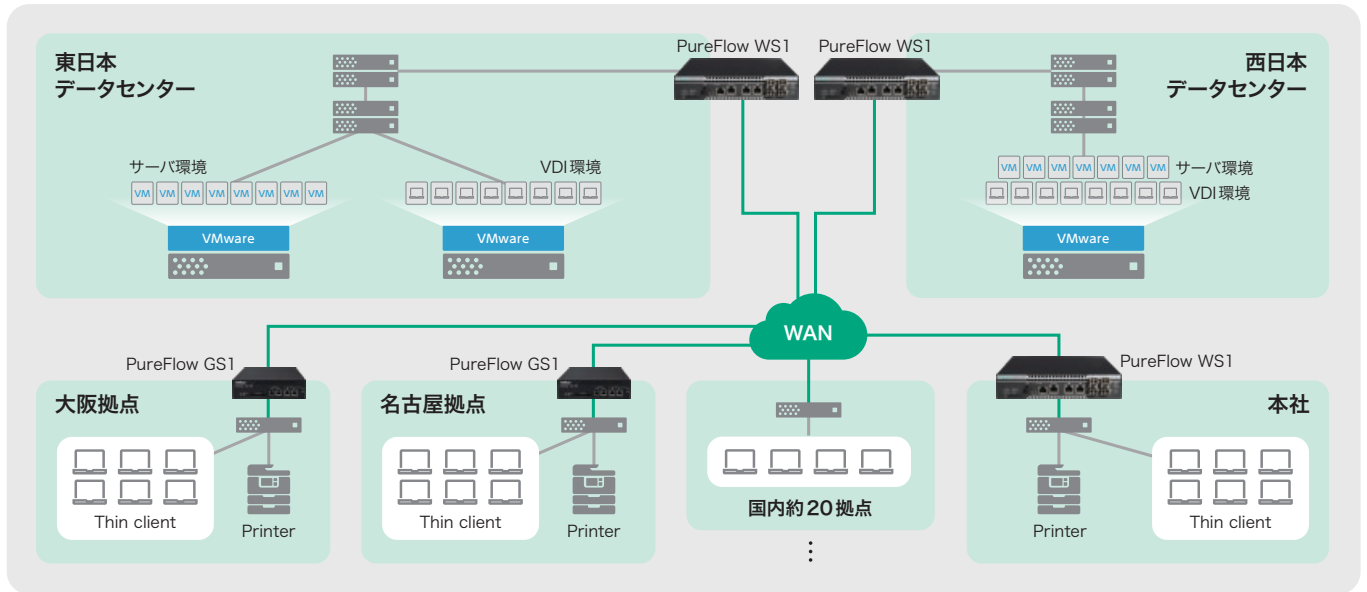 東日本
データセンター
PureFlow WS1
PureFlow WS1
西日本
データセンター
サーバ環境
VM VM VM VM VM VM VM VM
VDI環境
VMware
VMware
VM VM VM VM VM VM VM
サーバ環境
VDI環境
VMware
WAN
PureFlow GS1
大阪拠点
Thin client
Printer
PureFlow GS1
名古屋拠点
Thin client
Printer
国内約20拠点
⋮
PureFlow WS1
本社
Printer
Thin client